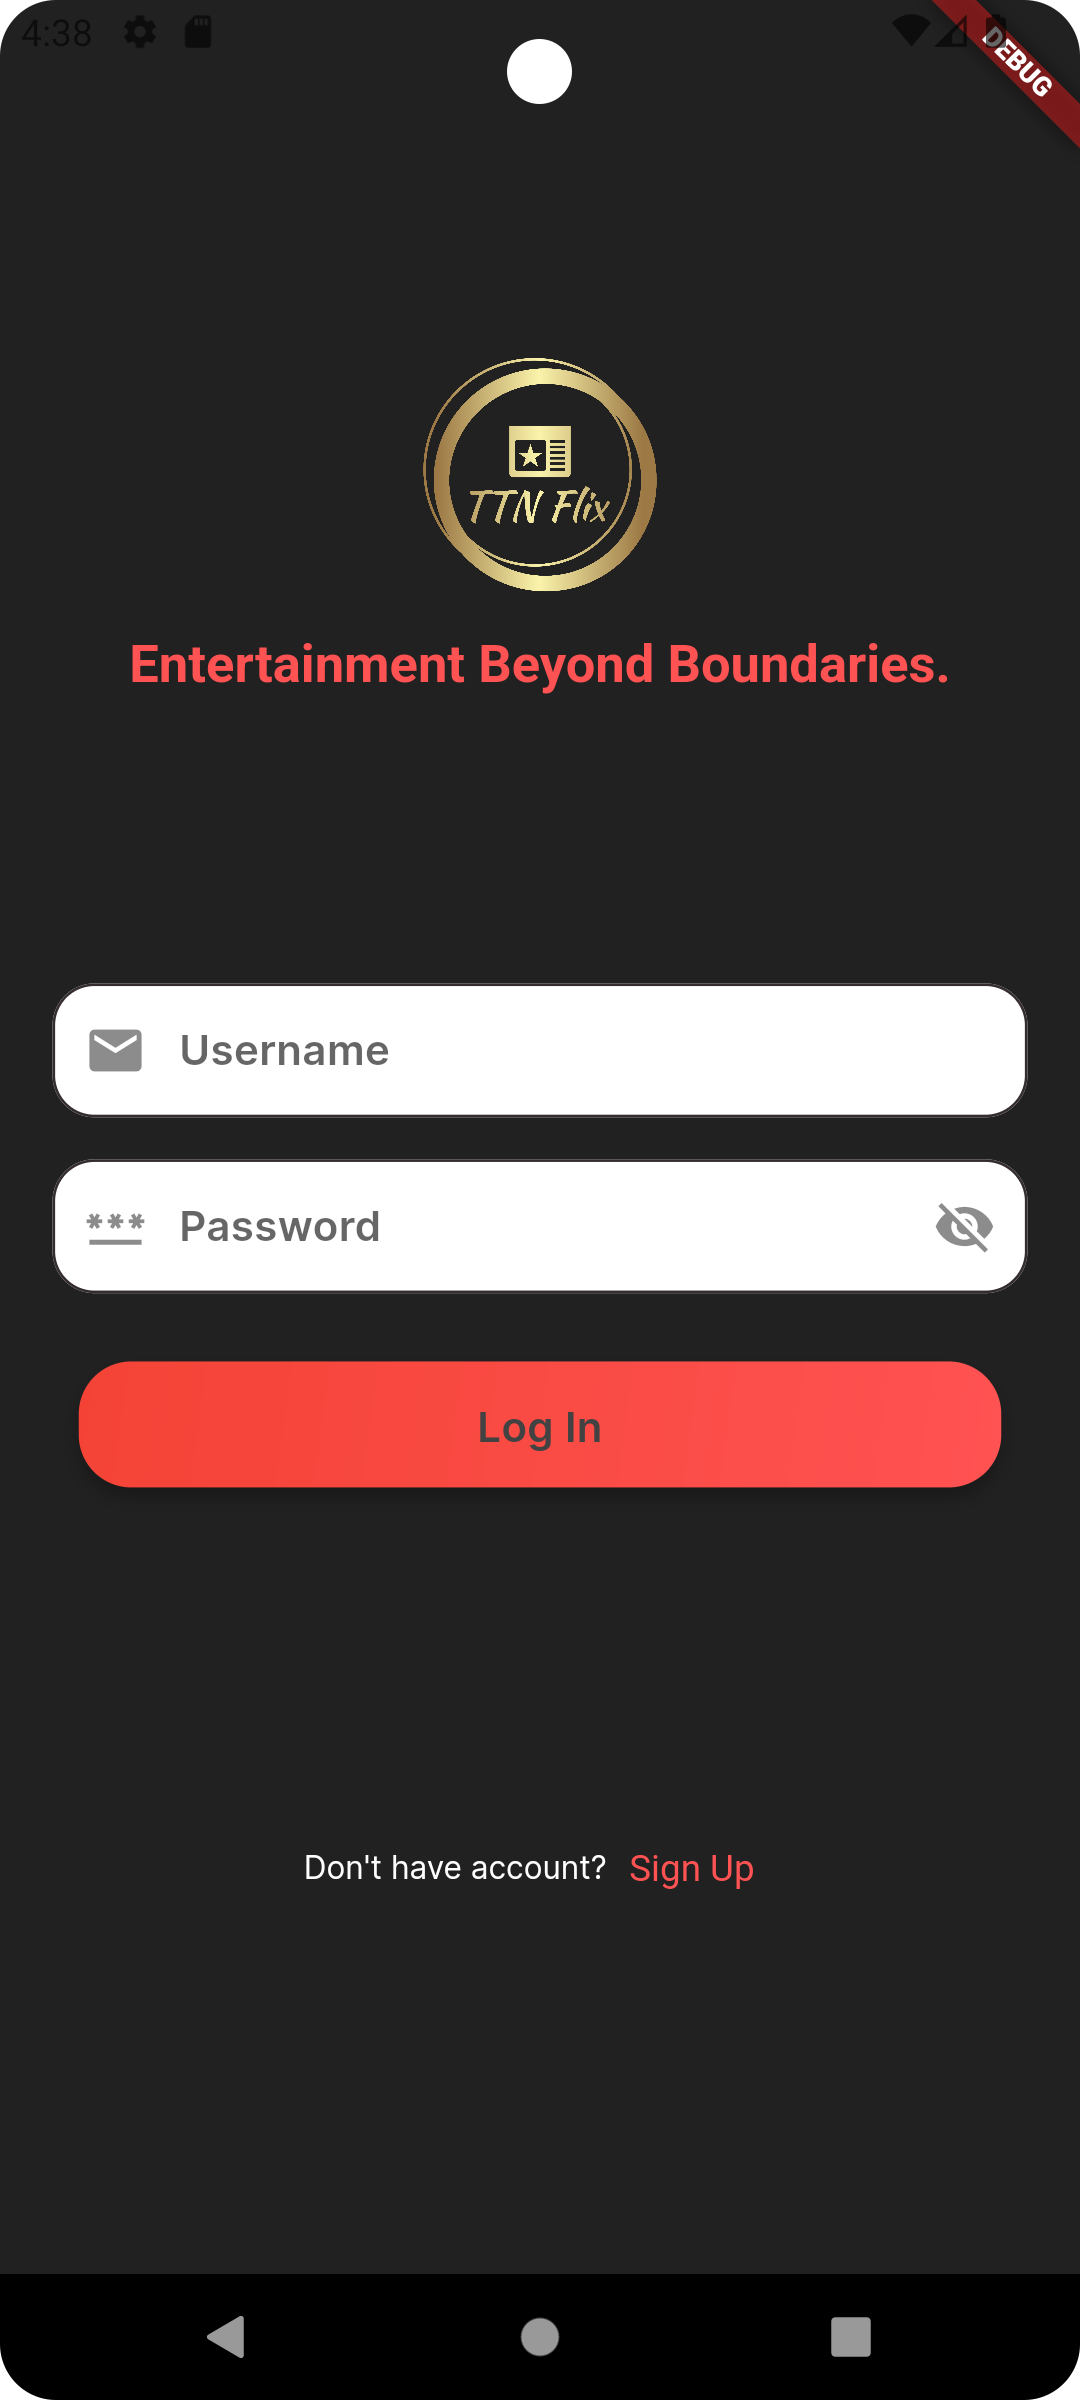 4:38
DEBUG
TTN Flix
Entertainment Beyond Boundaries.
Username
*** Password
Log In
Don't have account? Sign Up